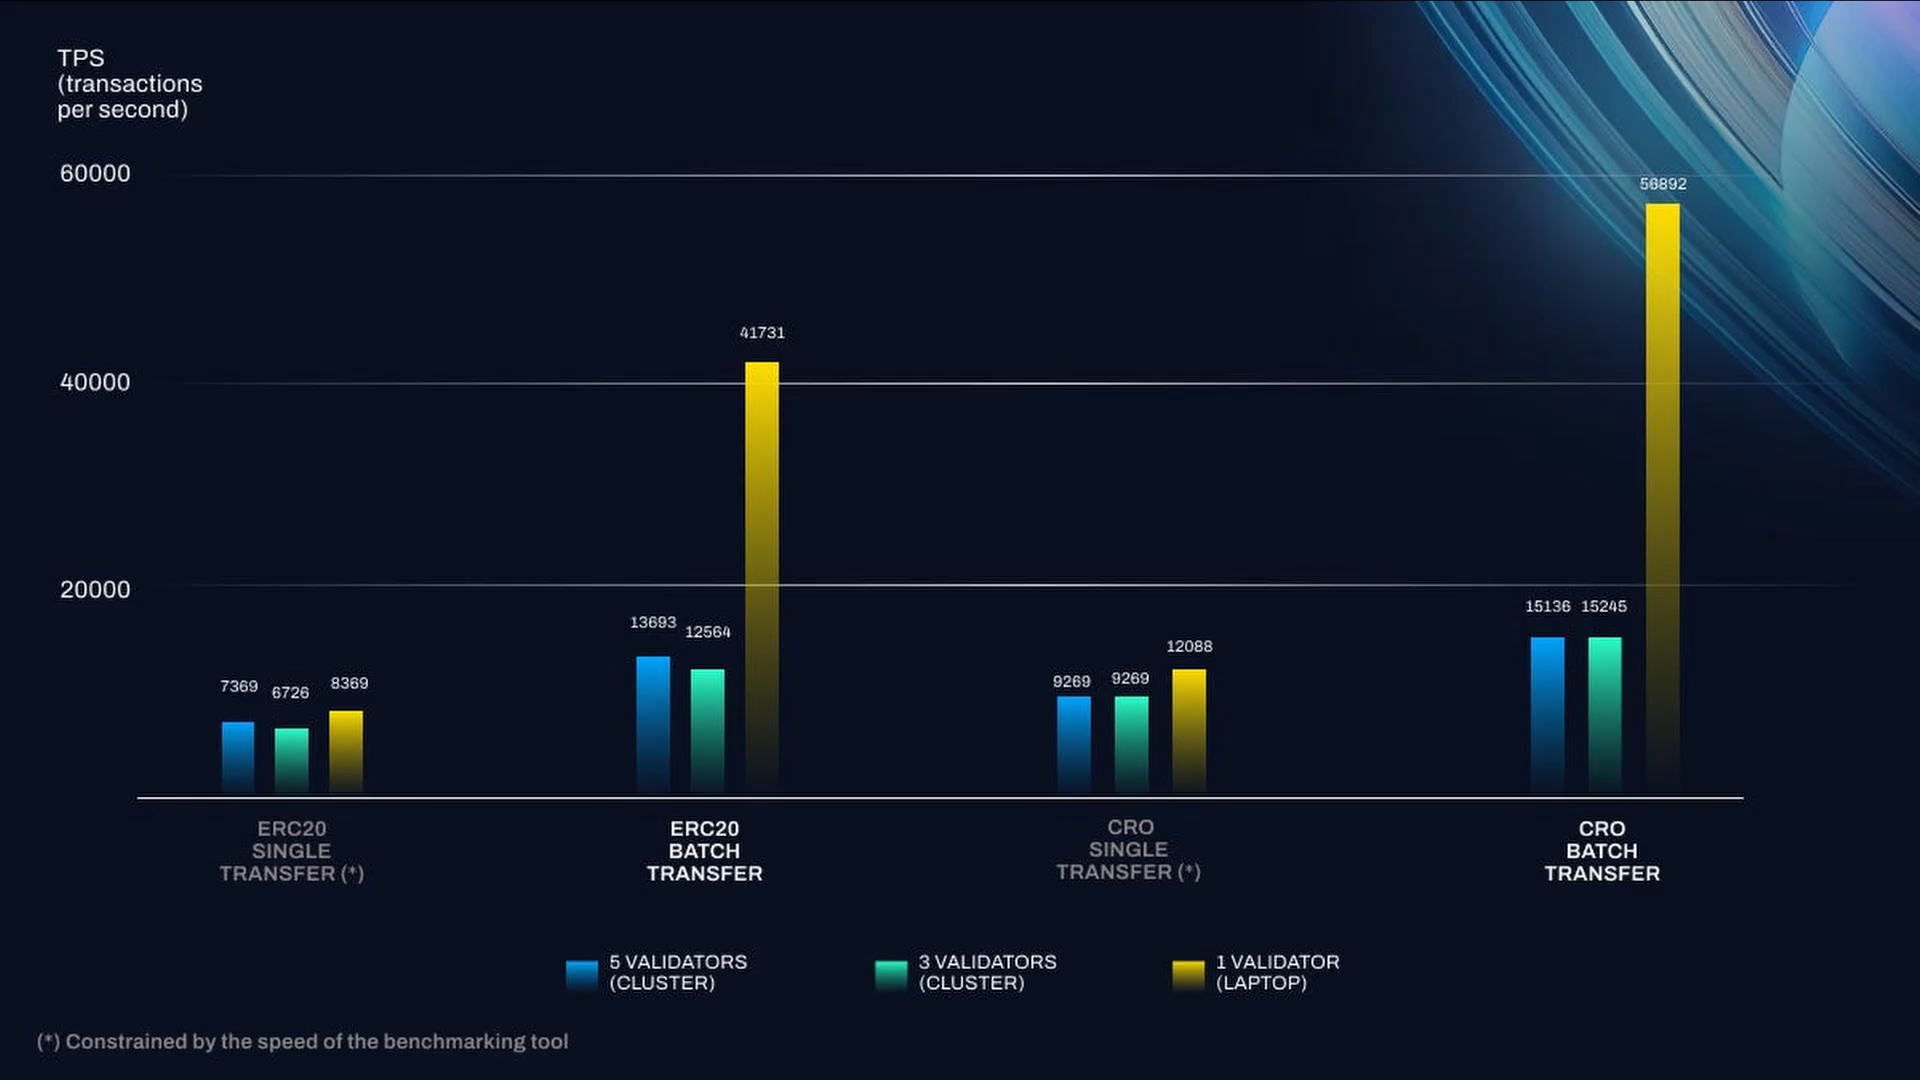 TPS
(transactions
per second)
60000
56892
41731
40000
20000
15136 15245
13693
12564
12088
9269
9269
7369
6726
8369
ERC20
SINGLE
TRANSFER (*)
ERC20
BATCH
TRANSFER
CRO
SINGLE
TRANSFER (*)
CRO
BATCH
TRANSFER
5 VALIDATORS
(CLUSTER)
3 VALIDATORS
(CLUSTER)
1 VALIDATOR
(LAPTOP)
(*) Constrained by the speed of the benchmarking tool